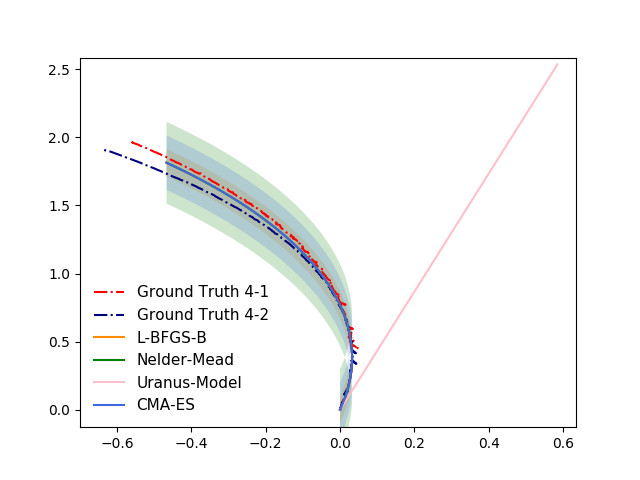 2.5
2.0
1.5
1.0
0.5
0.0
Ground Truth 4-1
Ground Truth 4-2
L-BFGS-B
Nelder-Mead
Uranus-Model
CMA-ES
−0.6 −0.4 −0.2 0.0 0.2 0.4 0.6